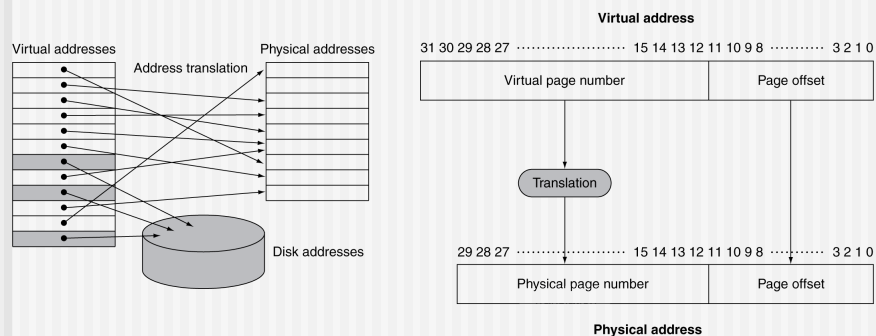 Virtual addresses
Address translation
Physical addresses
Disk addresses
Virtual address
31 30 29 28 27 ························ 15 14 13 12 11 10 9 8 ··········· 3 2 1 0
Virtual page number
Page offset
Translation
29 28 27 ························ 15 14 13 12 11 10 9 8 ··········· 3 2 1 0
Physical page number
Page offset
Physical address